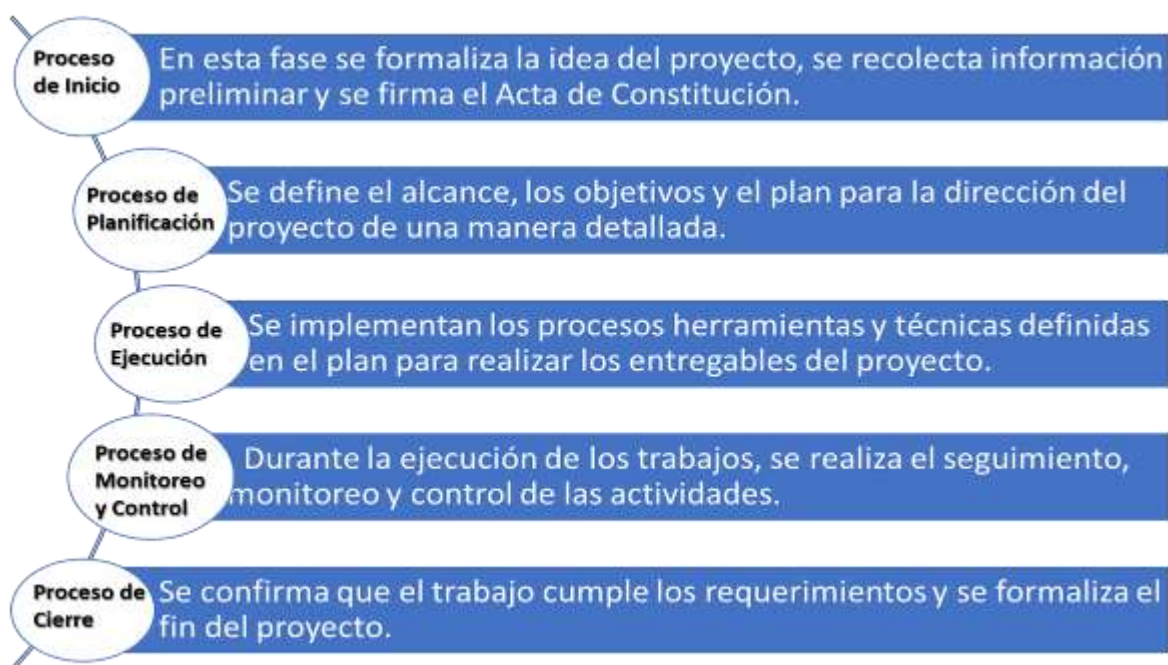 Proceso
de Inicio
En esta fase se formaliza la idea del proyecto, se recolecta información
preliminar y se firma el Acta de Constitución.
Proceso de
Planificación
Se define el alcance, los objetivos y el plan para la dirección del
proyecto de una manera detallada.
Proceso de
Ejecución
Se implementan los procesos herramientas y técnicas definidas
en el plan para realizar los entregables del proyecto.
Proceso de
Monitoreo
y Control
Durante la ejecución de los trabajos, se realiza el seguimiento,
monitoreo y control de las actividades.
Proceso de
Cierre
Se confirma que el trabajo cumple los requerimientos y se formaliza el
fin del proyecto.